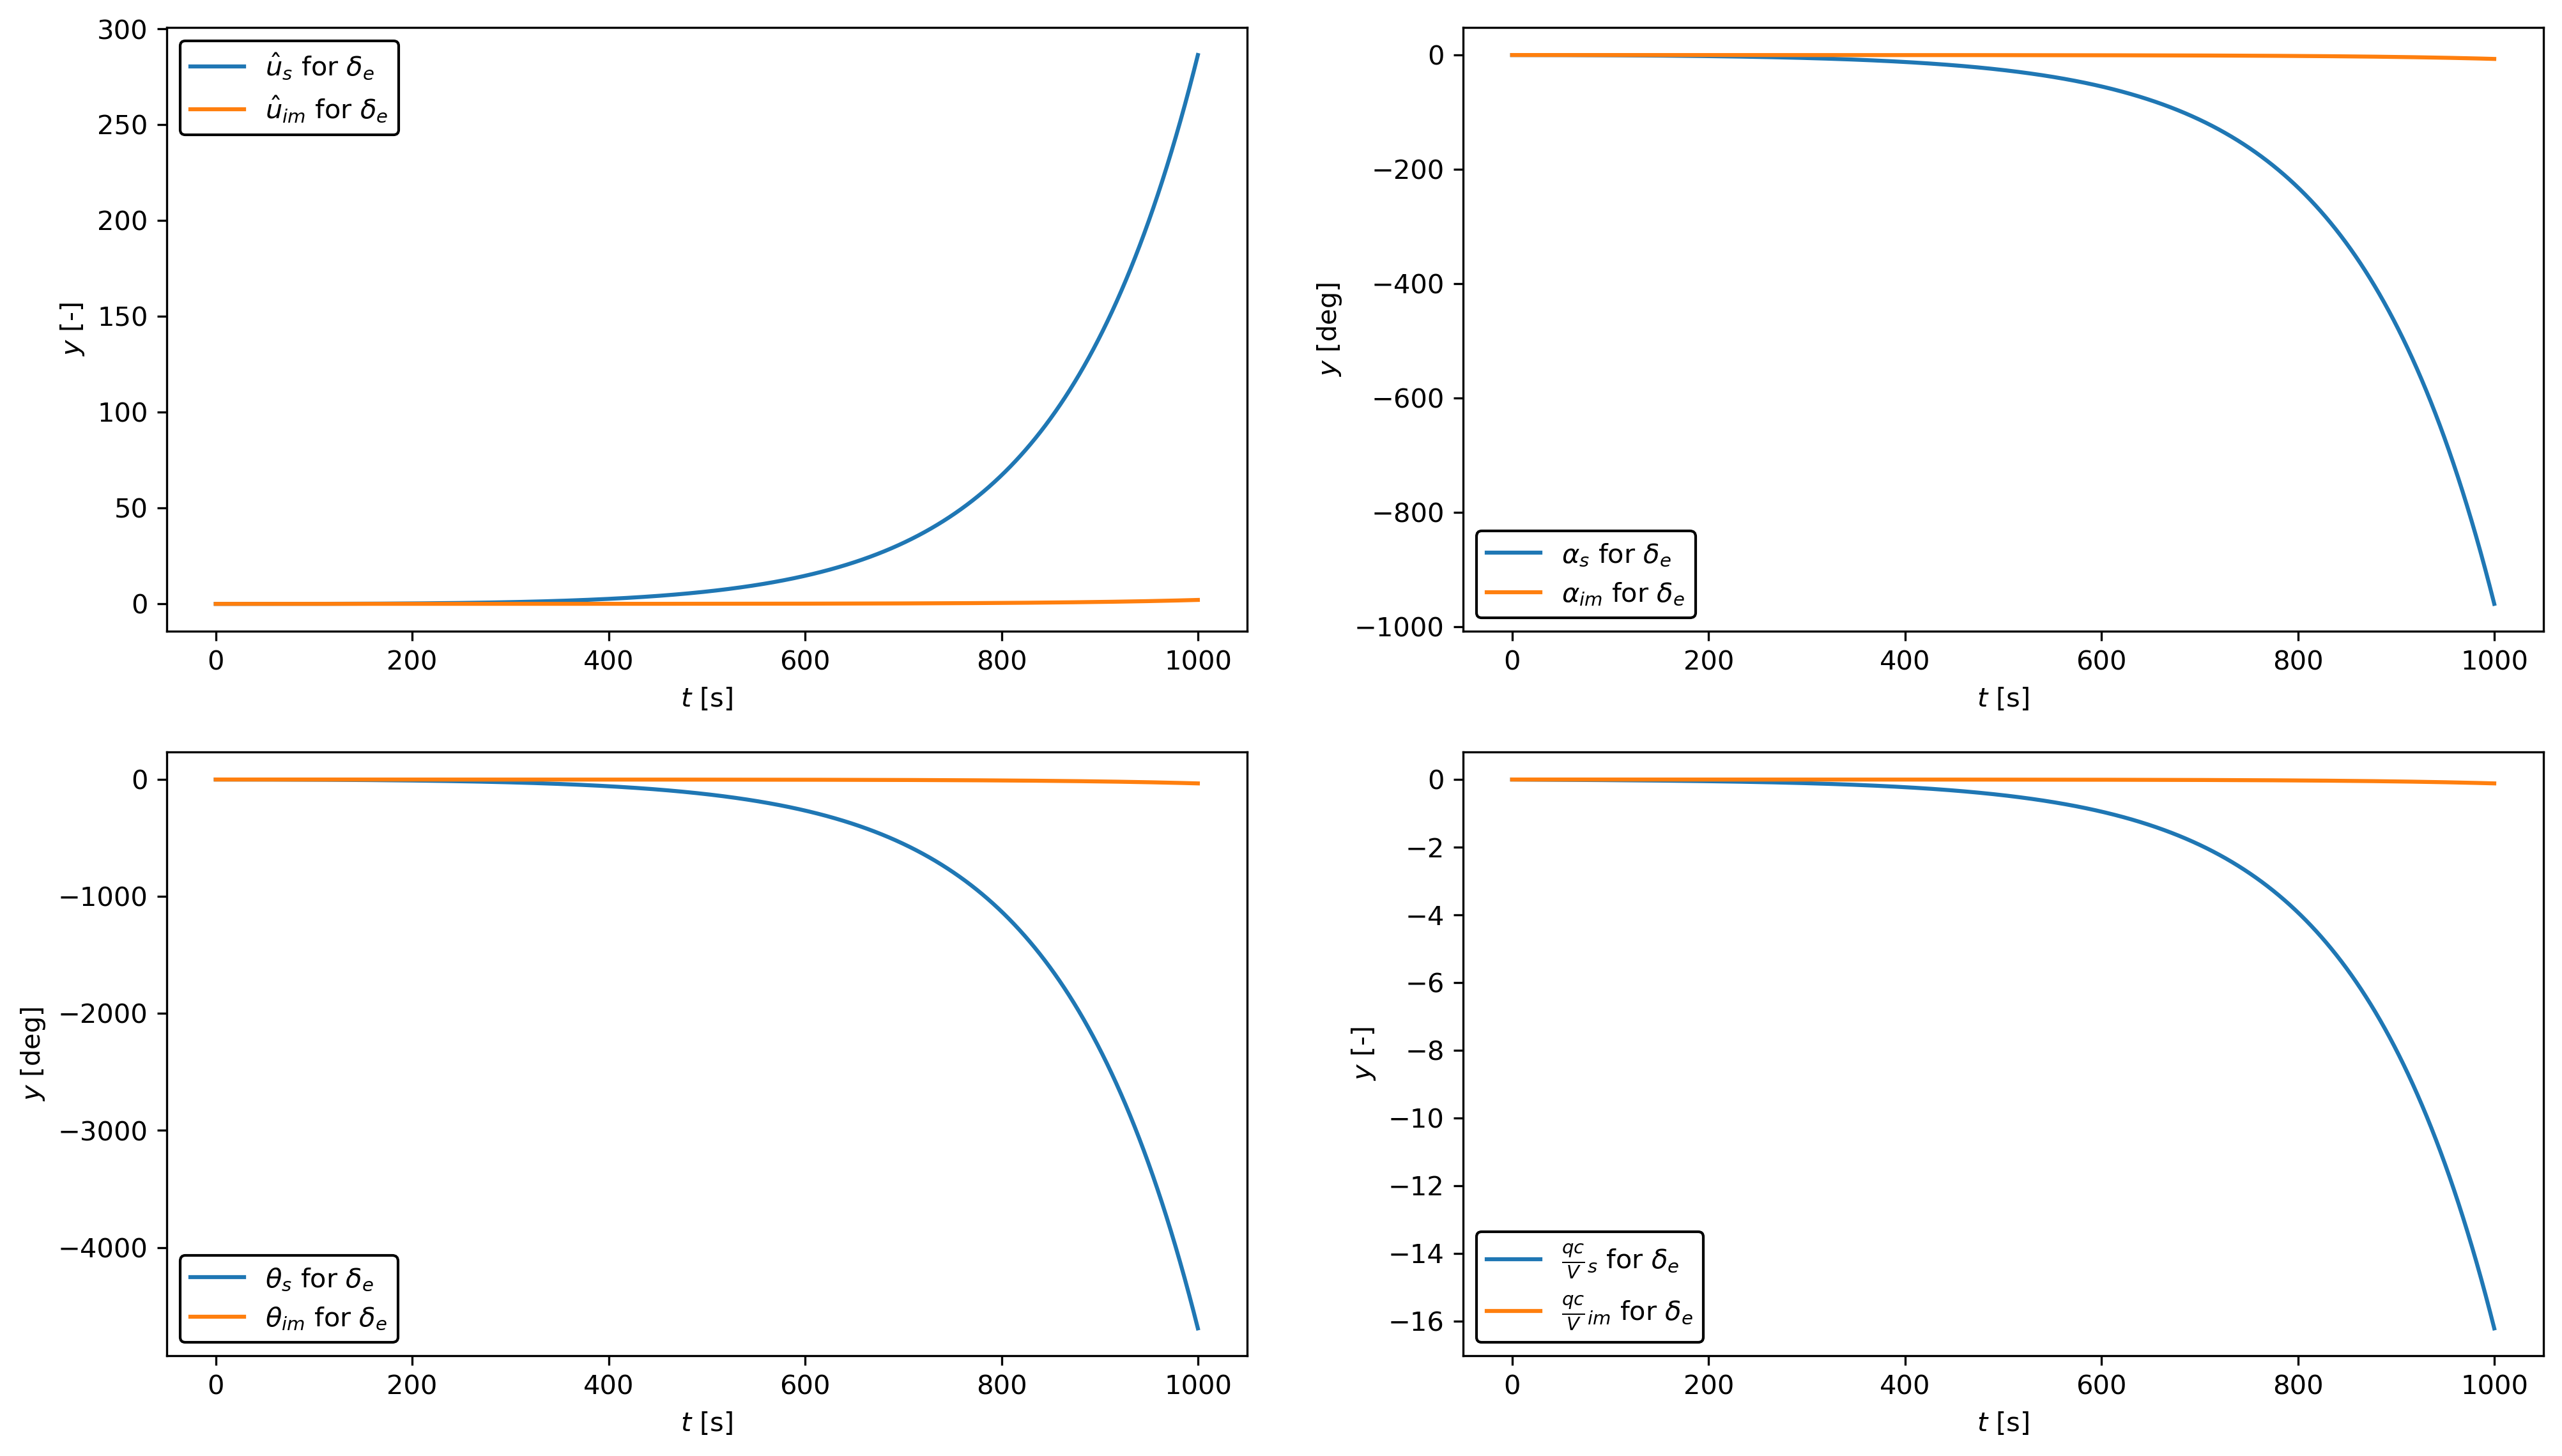 300
250
200
150
100
50
0
y [-]
û_s for δ_e
û_im for δ_e
0 200 400 600 800 1000
t [s]
0
−200
−400
−600
−800
−1000
y [deg]
α_s for δ_e
α_im for δ_e
0 200 400 600 800 1000
t [s]
0
−1000
−2000
−3000
−4000
y [deg]
θ_s for δ_e
θ_im for δ_e
0 200 400 600 800 1000
t [s]
0
−2
−4
−6
−8
−10
−12
−14
−16
y [-]
qc/V s for δ_e
qc/V im for δ_e
0 200 400 600 800 1000
t [s]